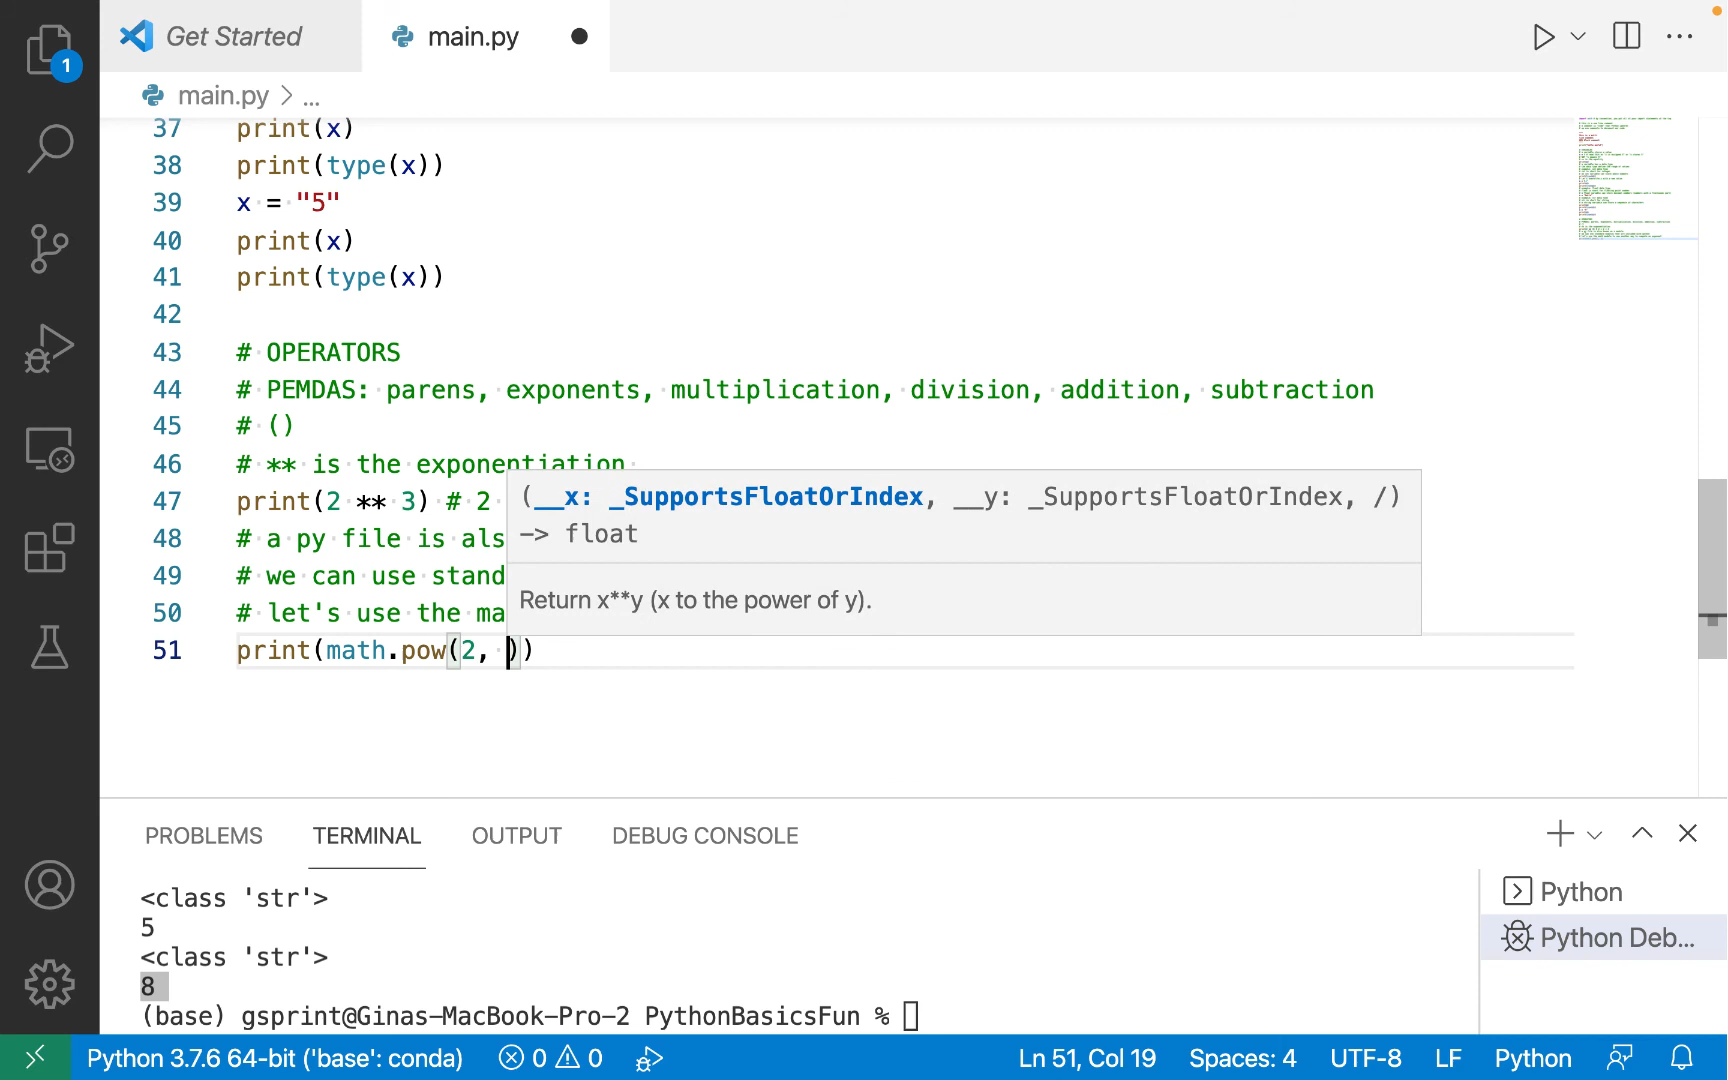 Get Started
main.py
1
main.py > ...
37 print(x)
38 print(type(x))
39 x = "5"
40 print(x)
41 print(type(x))
42
43 # OPERATORS
44 # PEMDAS: parens, exponents, multiplication, division, addition, subtraction
45 # ()
46 # ** is the exponentiation
47 print(2 ** 3) # 2
48 # a py file is als
49 # we can use stand
50 # let's use the ma
51 print(math.pow(2, ))
(__x: _SupportsFloatOrIndex, __y: _SupportsFloatOrIndex, /)
-> float
Return x**y (x to the power of y).
PROBLEMS TERMINAL OUTPUT DEBUG CONSOLE
<class 'str'>
5
<class 'str'>
8
(base) gsprint@Ginas-MacBook-Pro-2 PythonBasicsFun %
Python
Python Deb...
Python 3.7.6 64-bit ('base': conda) 0 0 Ln 51, Col 19 Spaces: 4 UTF-8 LF Python